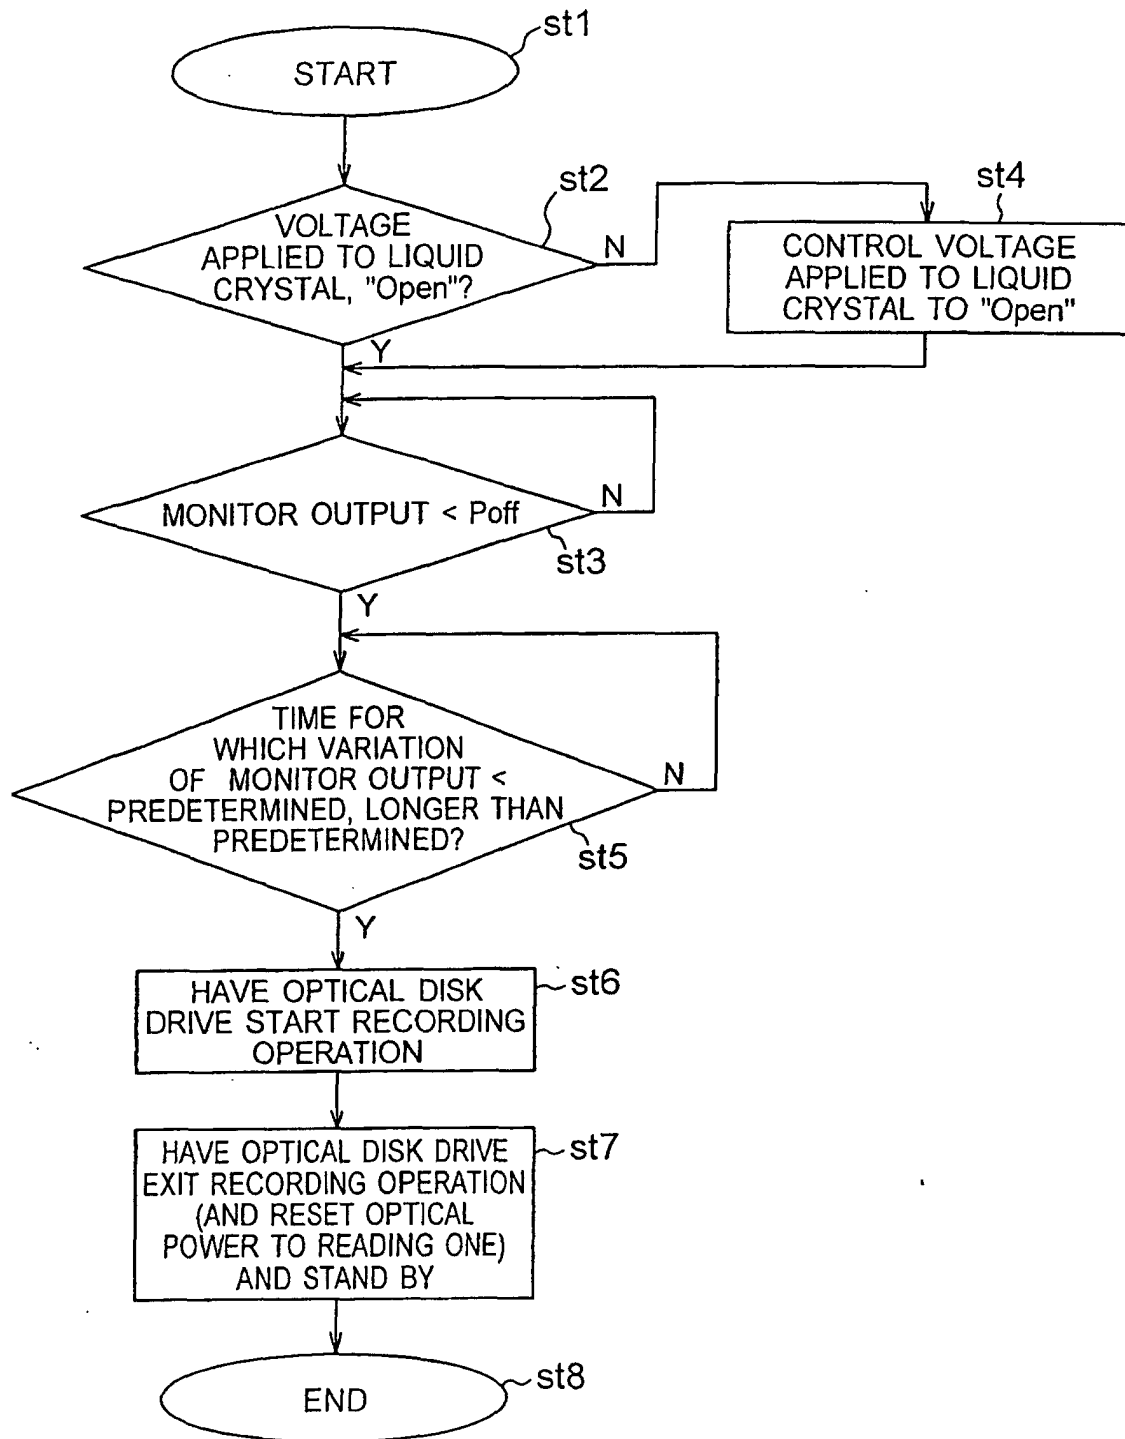 st1
START
st2
VOLTAGE
APPLIED TO LIQUID
CRYSTAL, "Open"?
N
Y
st4
CONTROL VOLTAGE
APPLIED TO LIQUID
CRYSTAL TO "Open"
MONITOR OUTPUT < Poff
N
st3
Y
TIME FOR
WHICH VARIATION
OF MONITOR OUTPUT <
PREDETERMINED, LONGER THAN
PREDETERMINED?
N
st5
Y
HAVE OPTICAL DISK
DRIVE START RECORDING
OPERATION
st6
HAVE OPTICAL DISK DRIVE
EXIT RECORDING OPERATION
(AND RESET OPTICAL
POWER TO READING ONE)
AND STAND BY
st7
END
st8